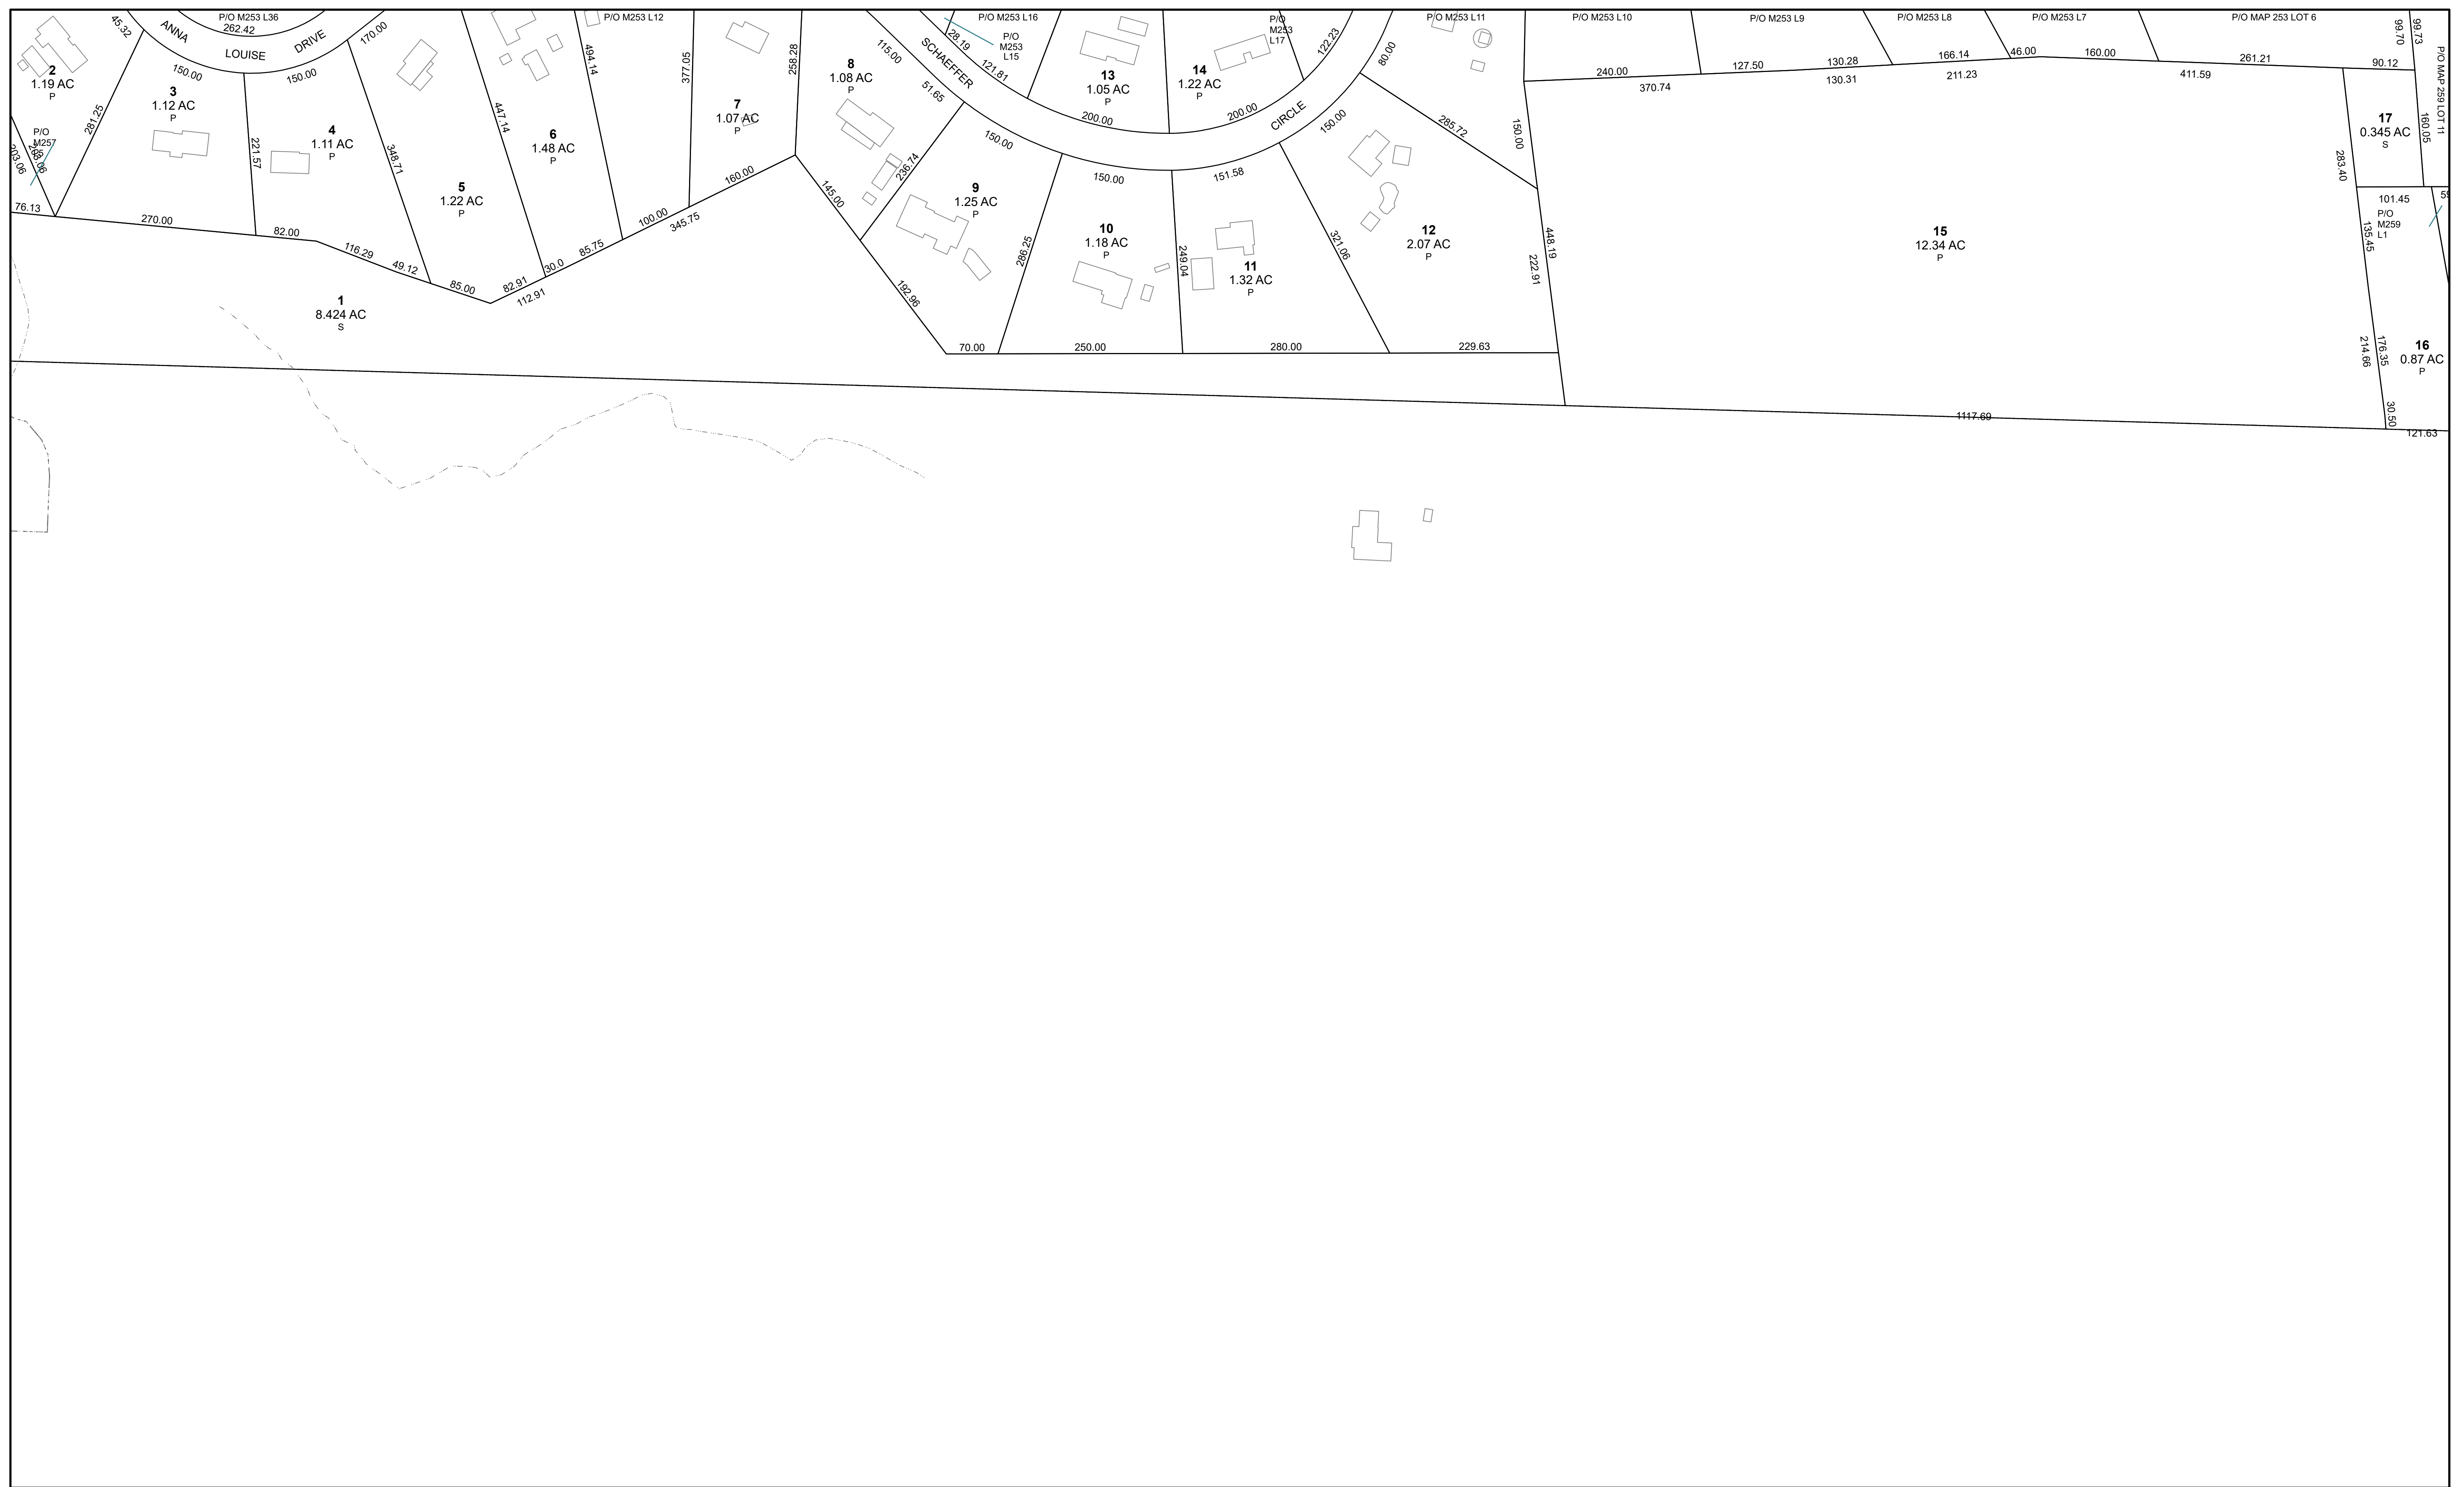 P/O M253 L36
262.42
P/O M253 L12
P/O M253 L16
P/O
M253
L17
P/O M253 L11
P/O M253 L10
P/O M253 L9
P/O M253 L8
P/O M253 L7
P/O MAP 253 LOT 6
99.70
99.73
P/O MAP 259 LOT 11
45.32
ANNA
LOUISE
DRIVE
170.00
150.00
150.00
494.14
377.05
258.28
115.00
SCHAEFFER
28.19
P/O
M253
L15
121.81
51.65
122.23
80.00
2
1.19 AC
P
3
1.12 AC
P
4
1.11 AC
P
5
1.22 AC
P
6
1.48 AC
P
7
1.07 AC
P
8
1.08 AC
P
13
1.05 AC
P
14
1.22 AC
P
200.00
200.00
CIRCLE
150.00
240.00
370.74
127.50
130.28
130.31
166.14
211.23
46.00
160.00
411.59
261.21
90.12
17
0.345 AC
S
160.05
P/O
M257
203.06
203.06
281.25
221.57
348.71
447.14
150.00
236.74
145.00
160.00
100.00
345.75
85.75
30.0
82.91
112.91
85.00
49.12
116.29
82.00
270.00
76.13
9
1.25 AC
P
150.00
151.58
285.72
150.00
283.40
101.45
P/O
M259
L1
135.45
10
1.18 AC
P
11
1.32 AC
P
12
2.07 AC
P
15
12.34 AC
P
286.25
249.04
321.06
448.19
222.91
192.96
1
8.424 AC
S
70.00
250.00
280.00
229.63
214.66
176.35
16
0.87 AC
P
30.50
1117.69
121.63